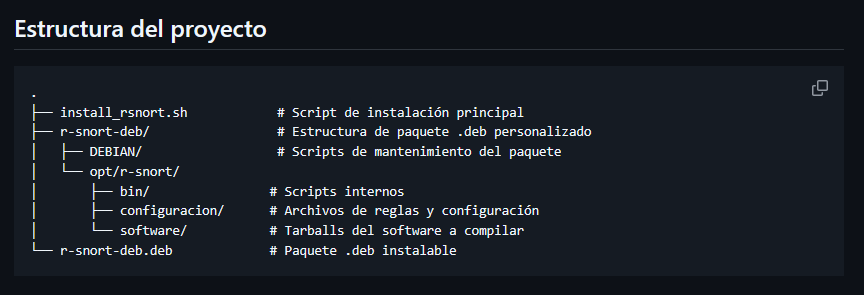 Estructura del proyecto
.
├── install_rsnort.sh            # Script de instalación principal
├── r-snort-deb/                 # Estructura de paquete .deb personalizado
│   ├── DEBIAN/                  # Scripts de mantenimiento del paquete
│   └── opt/r-snort/
│       ├── bin/                # Scripts internos
│       ├── configuracion/      # Archivos de reglas y configuración
│       └── software/           # Tarballs del software a compilar
└── r-snort-deb.deb             # Paquete .deb instalable